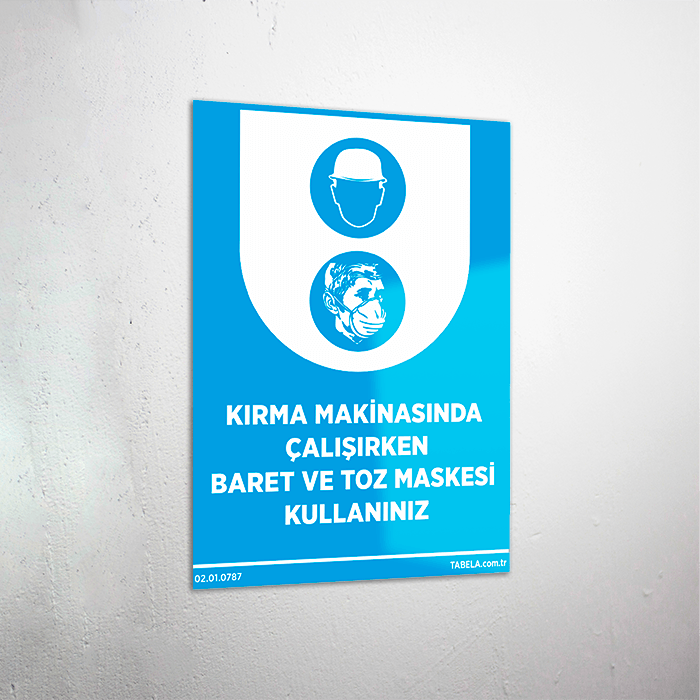 KIRMA MAKİNASINDA
ÇALIŞIRKEN
BARET VE TOZ MASKESİ
KULLANINIZ
02.01.0787
TABELA.com.tr